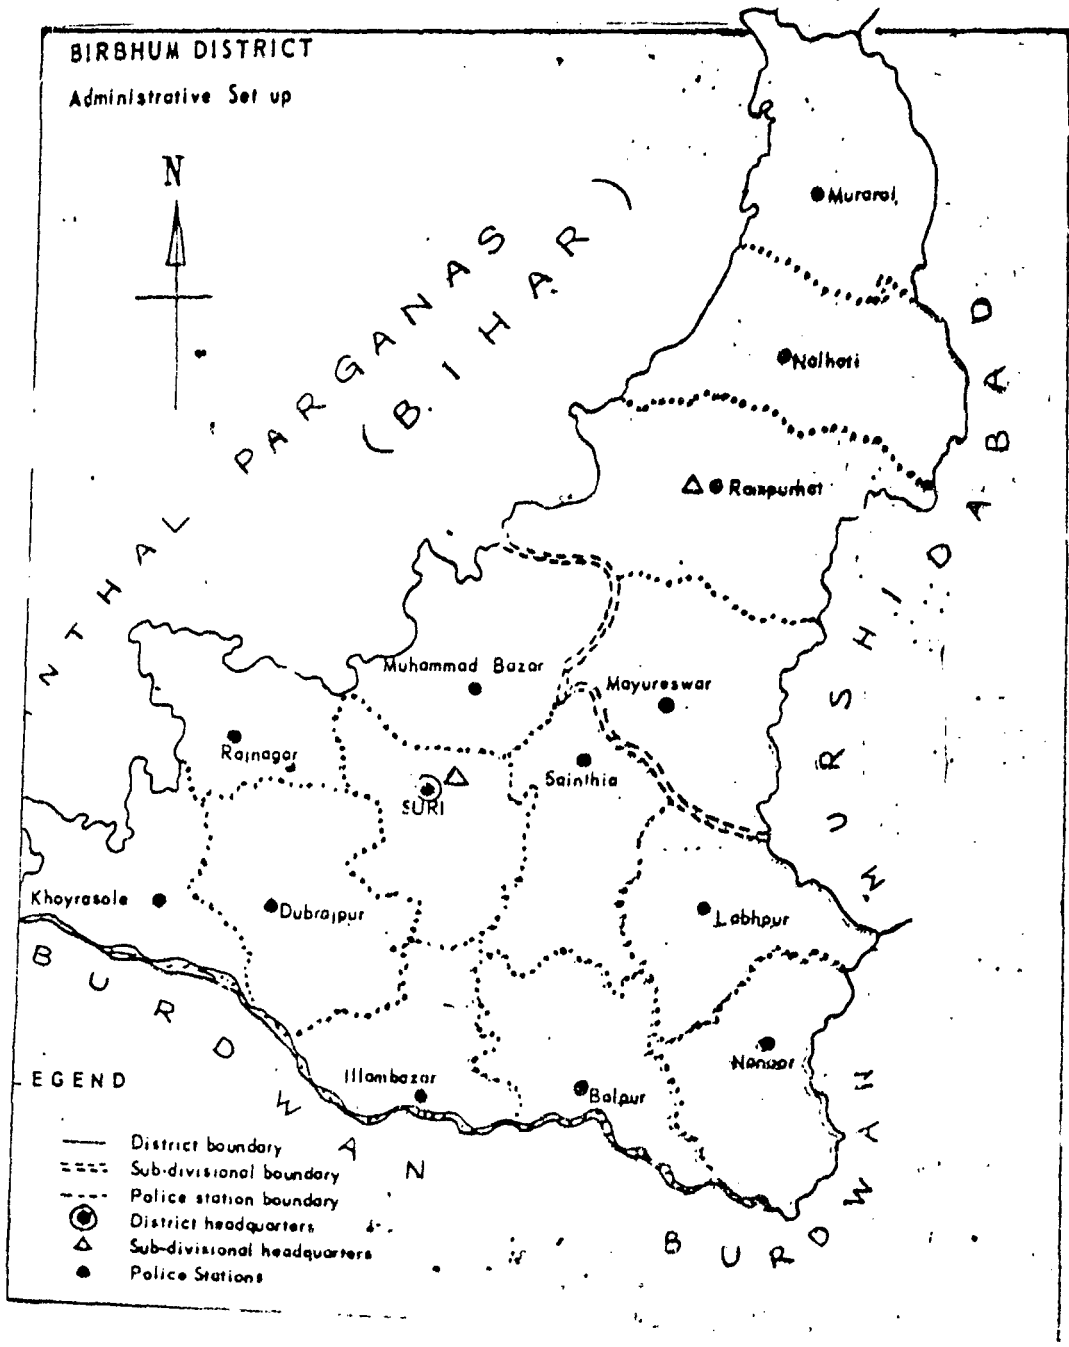 BIRBHUM DISTRICT
Administrative Set up
N
NTHAL PARGANAS
(BIHAR)
Murarai
Nalhati
Rampurhat
MURSHIDABAD
Muhammad Bazar
Mayureswar
Rajnagar
Sainthia
SURI
Khoyrasole
Dubrajpur
Labhpur
BURDWAN
Nanoor
Illambazar
Bolpur
BURDWAN
EGEND
District boundary
Sub-divisional boundary
Police station boundary
District headquarters
Sub-divisional headquarters
Police Stations